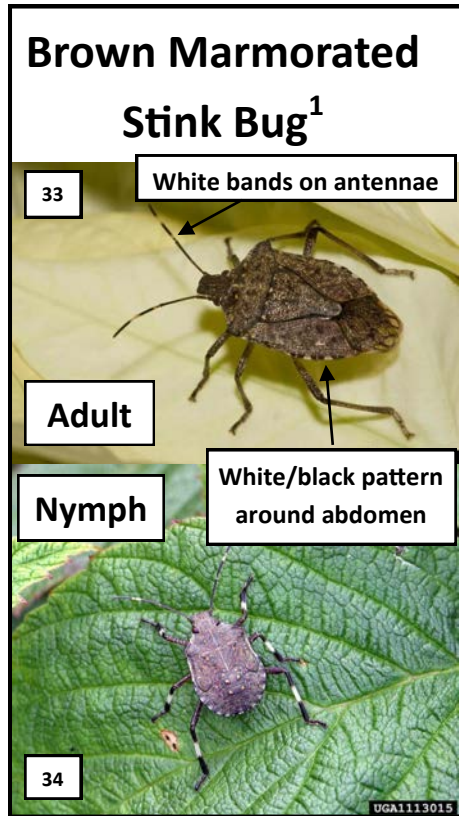 Brown Marmorated
Stink Bug¹
33
White bands on antennae
Adult
White/black pattern
around abdomen
Nymph
34
UGA1113015